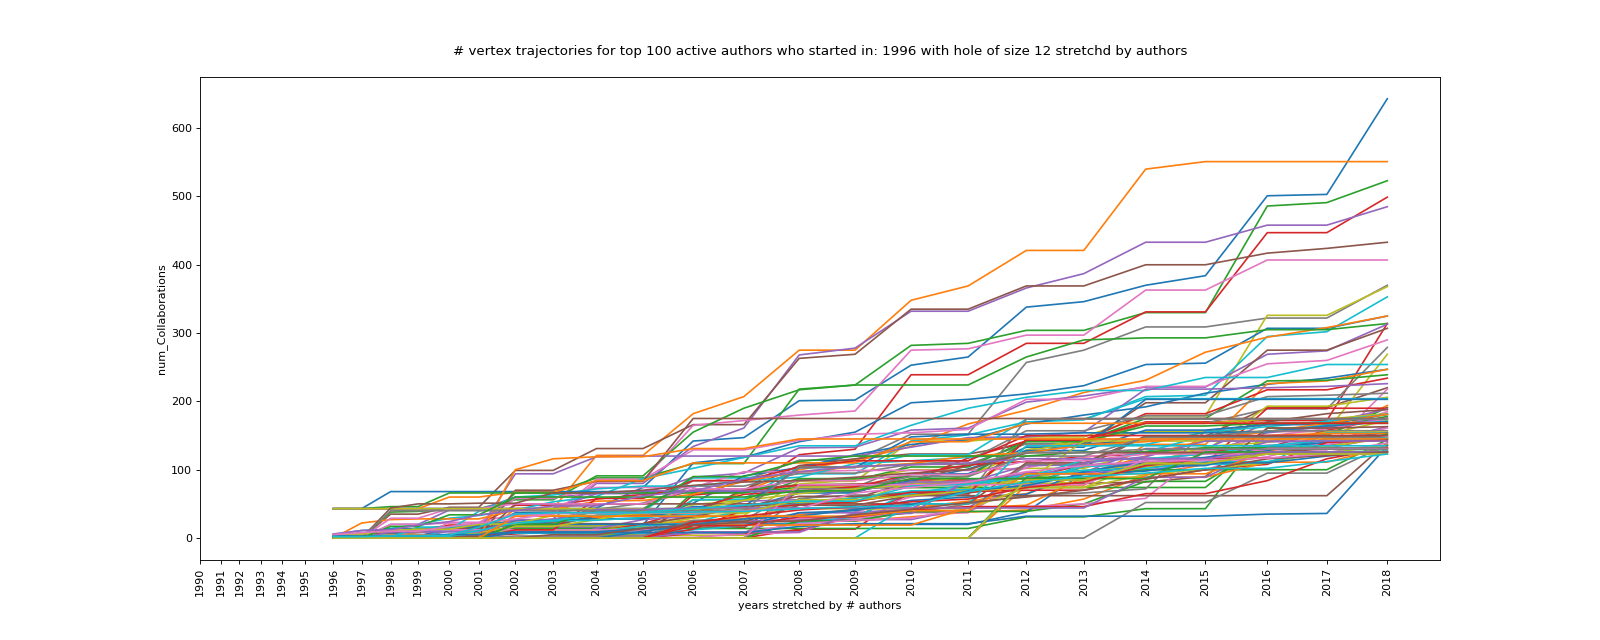 # vertex trajectories for top 100 active authors who started in: 1996 with hole of size 12 stretchd by authors
num_Collaborations
600
500
400
300
200
100
0
1990 1991 1992 1993 1994 1995 1996 1997 1998 1999 2000 2001 2002 2003 2004 2005 2006 2007 2008 2009 2010 2011 2012 2013 2014 2015 2016 2017 2018
years stretched by # authors